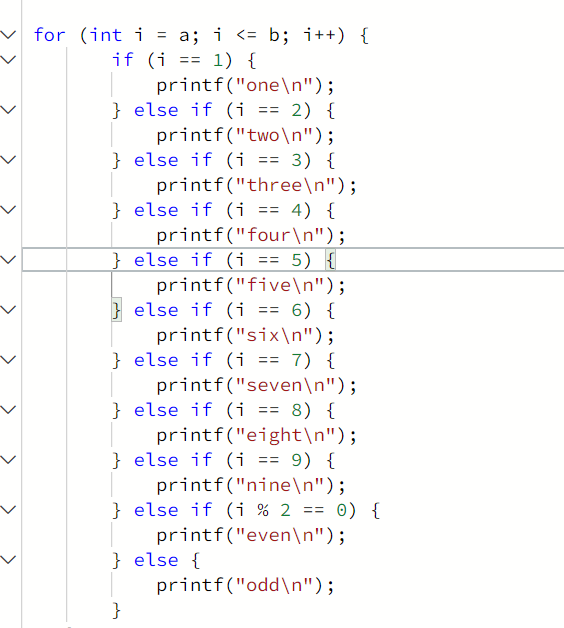 for (int i = a; i <= b; i++) {
if (i == 1) {
printf("one\n");
} else if (i == 2) {
printf("two\n");
} else if (i == 3) {
printf("three\n");
} else if (i == 4) {
printf("four\n");
} else if (i == 5) {
printf("five\n");
} else if (i == 6) {
printf("six\n");
} else if (i == 7) {
printf("seven\n");
} else if (i == 8) {
printf("eight\n");
} else if (i == 9) {
printf("nine\n");
} else if (i % 2 == 0) {
printf("even\n");
} else {
printf("odd\n");
}